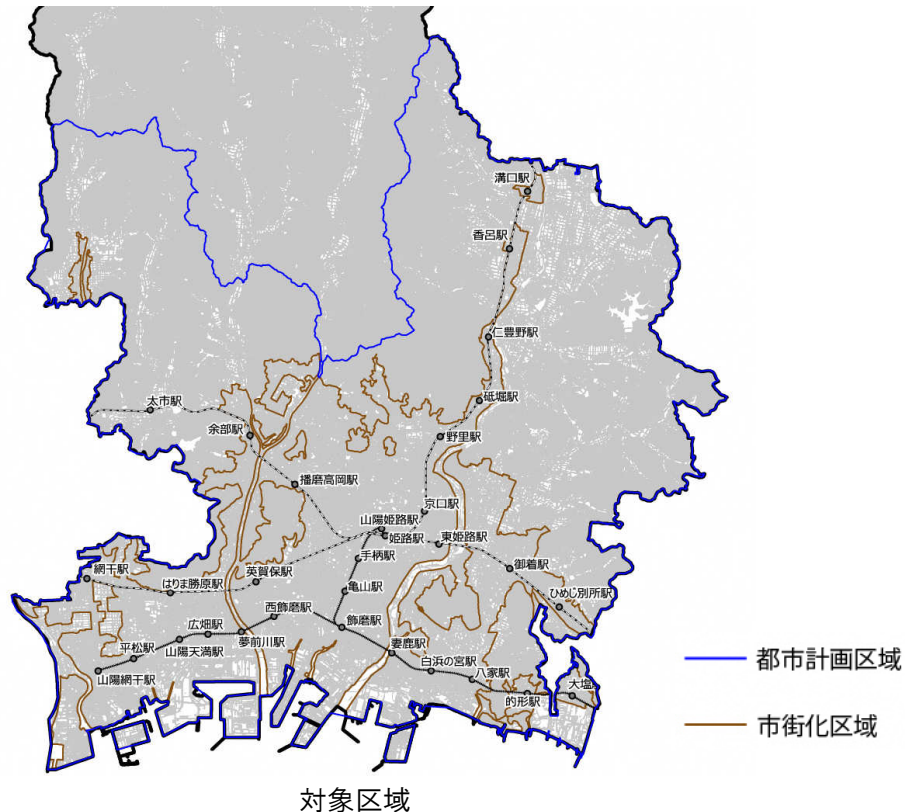 溝口駅
香呂駅
仁豊野駅
砥堀駅
太市駅
余部駅
野里駅
播磨高岡駅
京口駅
山陽姫路駅
姫路駅
東姫路駅
手柄駅
御着駅
網干駅
はりま勝原駅
英賀保駅
亀山駅
ひめじ別所駅
西飾磨駅
広畑駅
飾磨駅
夢前川駅
平松駅
山陽天満駅
妻鹿駅
白浜の宮駅
山陽網干駅
八家駅
大塩
的形駅
都市計画区域
市街化区域
対象区域